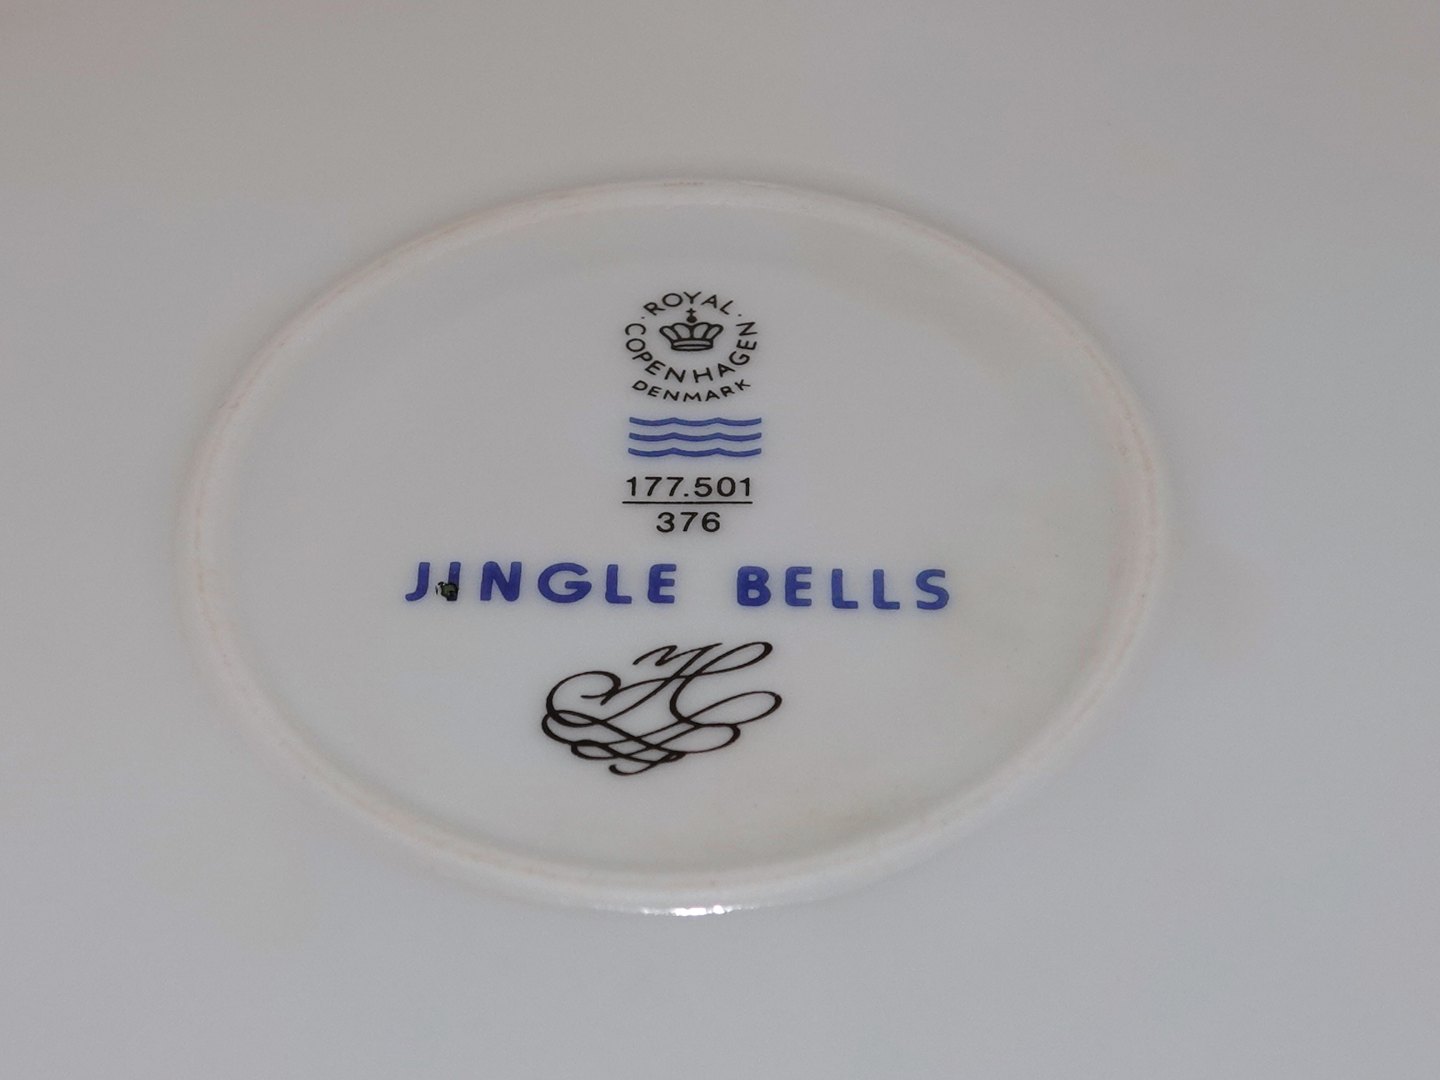 ROYAL
COPENHAGEN
DENMARK
177.501
376
JINGLE BELLS